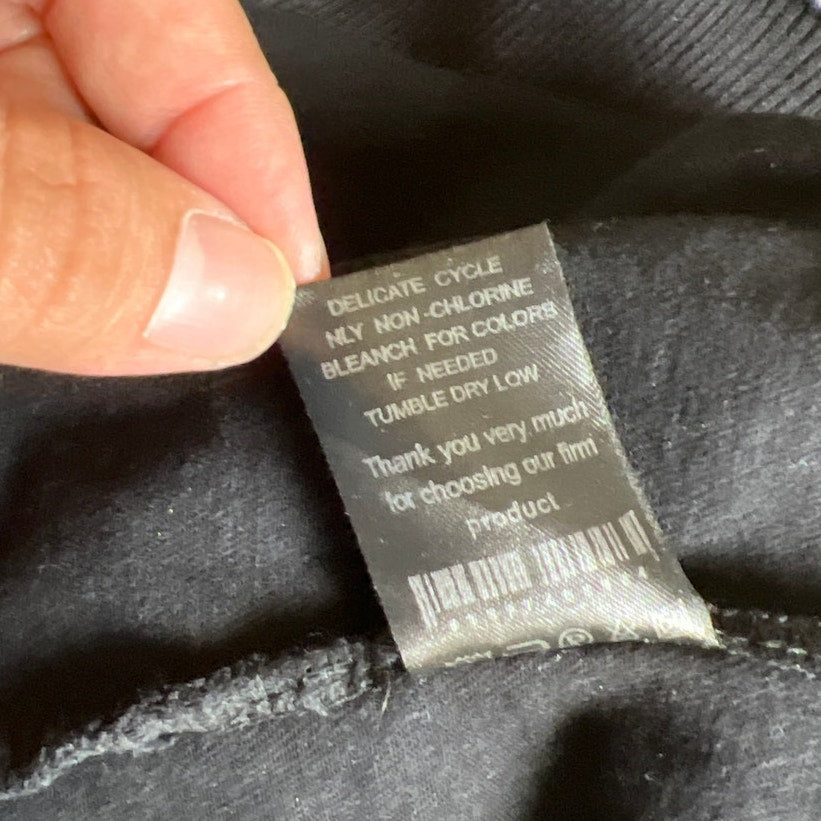 DELICATE CYCLE
NLY NON-CHLORINE
BLEANCH FOR COLORS
IF NEEDED
TUMBLE DRY LOW
Thank you very much
for choosing our firm
product